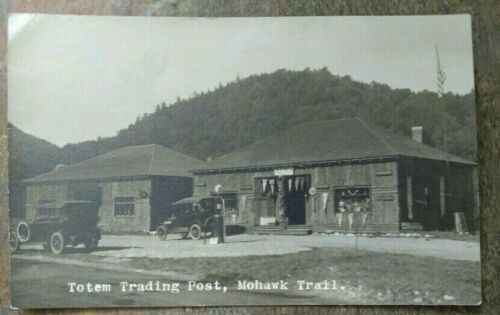 Totem Trading Post, Mohawk Trail.